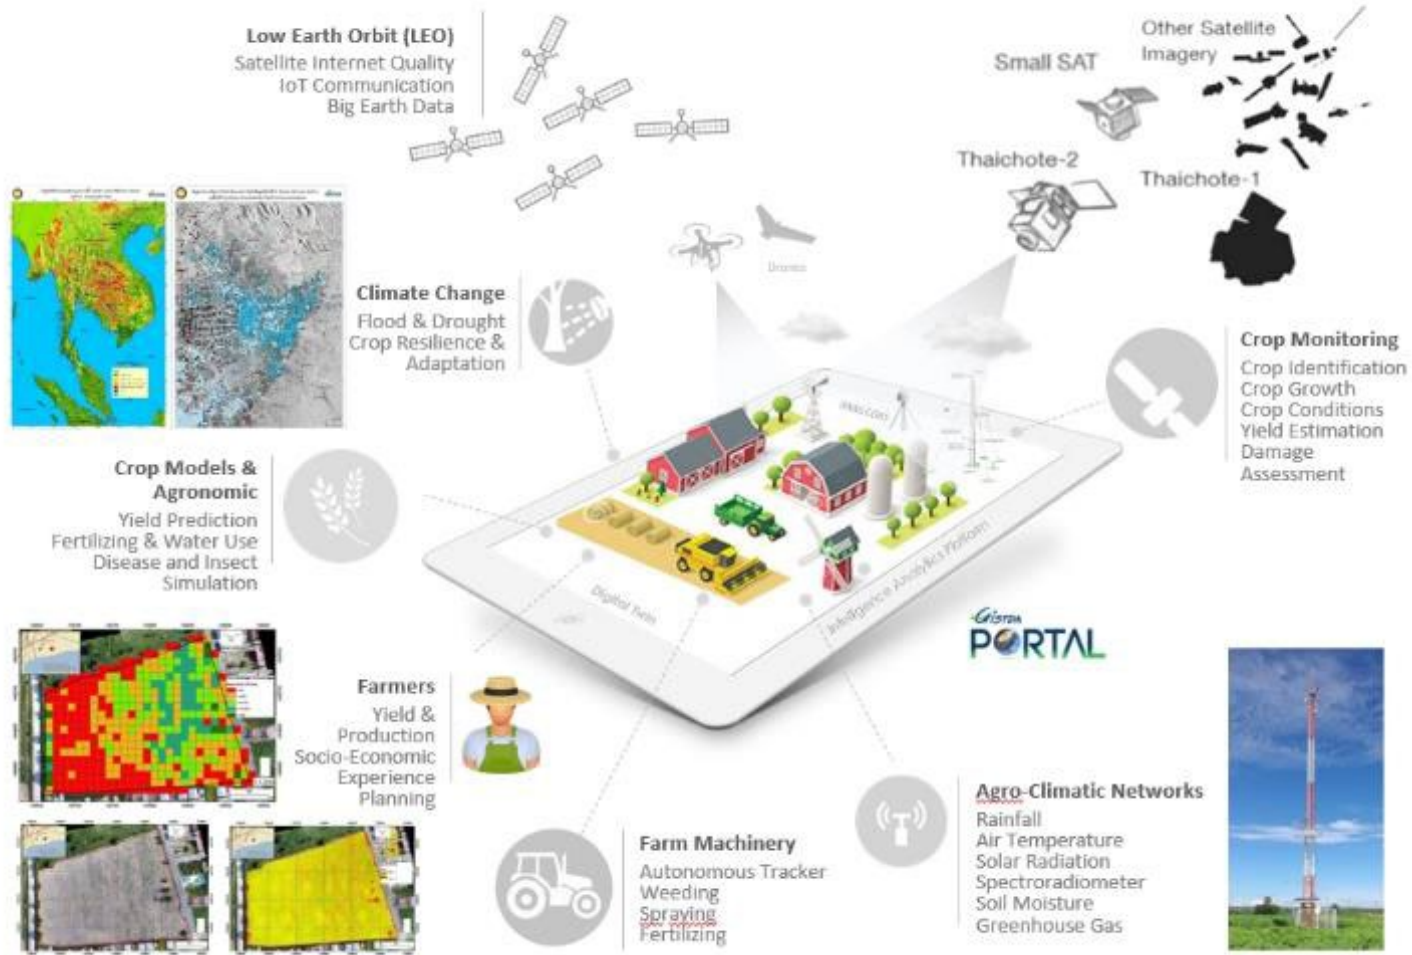 Low Earth Orbit (LEO)
Satellite Internet Quality
IoT Communication
Big Earth Data
Other Satellite
Imagery
Small SAT
Thaichote-2
Thaichote-1
Drones
Climate Change
Flood & Drought
Crop Resilience &
Adaptation
Crop Monitoring
Crop Identification
Crop Growth
Crop Conditions
Yield Estimation
Damage
Assessment
Crop Models &
Agronomic
Yield Prediction
Fertilizing & Water Use
Disease and Insect
Simulation
Digital Twin
Intelligence Analytics Platform
GISTDA
PORTAL
Farmers
Yield &
Production
Socio-Economic
Experience
Planning
Farm Machinery
Autonomous Tracker
Weeding
Spraying
Fertilizing
Agro-Climatic Networks
Rainfall
Air Temperature
Solar Radiation
Spectroradiometer
Soil Moisture
Greenhouse Gas